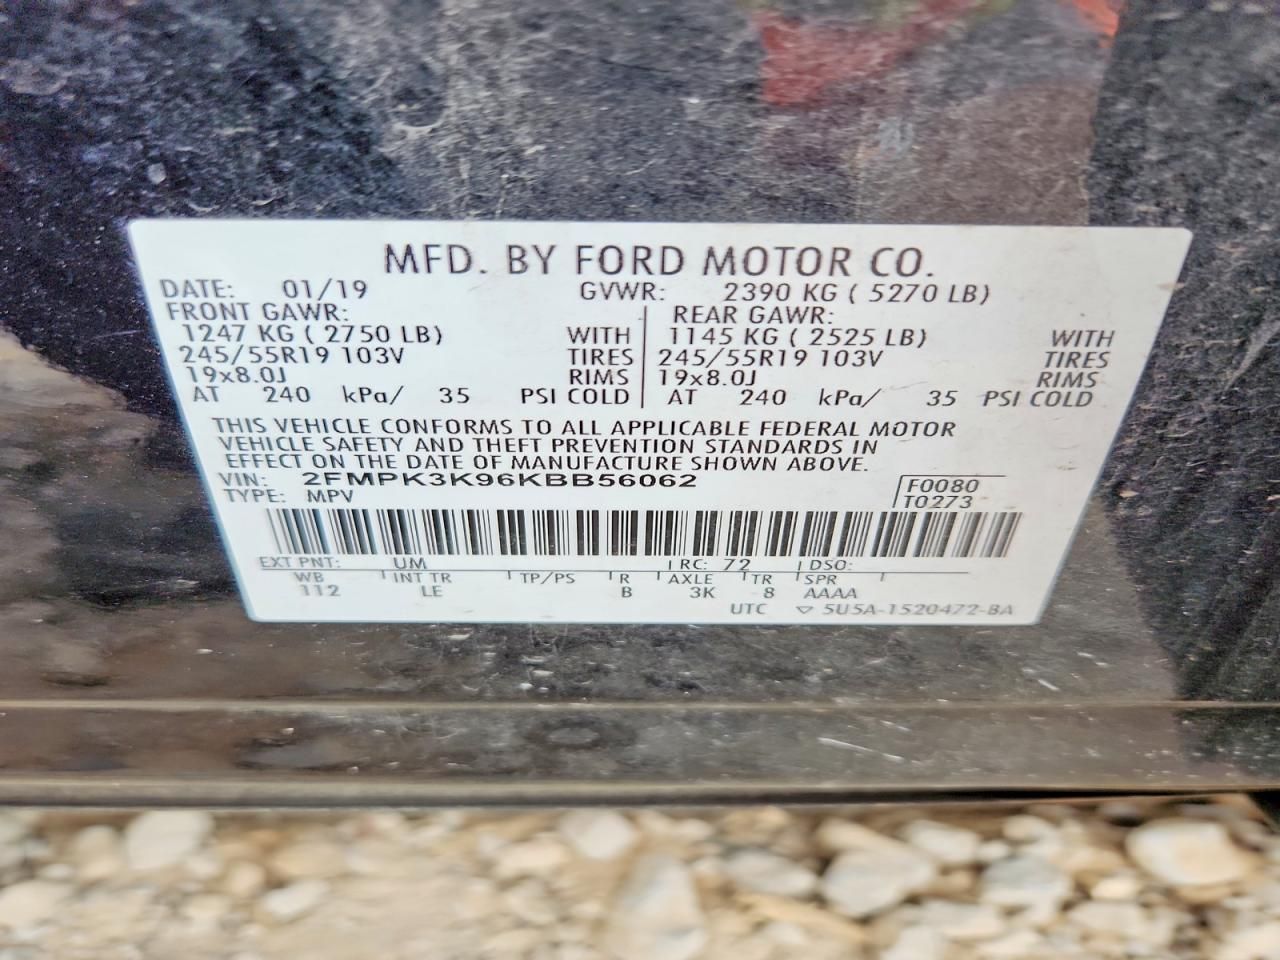 MFD. BY FORD MOTOR CO.
DATE: 01/19 GVWR: 2390 KG ( 5270 LB)
FRONT GAWR: REAR GAWR:
1247 KG ( 2750 LB) WITH 1145 KG ( 2525 LB) WITH
245/55R19 103V TIRES 245/55R19 103V TIRES
19x8.0J RIMS 19x8.0J RIMS
AT 240 kPa/ 35 PSI COLD AT 240 kPa/ 35 PSI COLD
THIS VEHICLE CONFORMS TO ALL APPLICABLE FEDERAL MOTOR
VEHICLE SAFETY AND THEFT PREVENTION STANDARDS IN
EFFECT ON THE DATE OF MANUFACTURE SHOWN ABOVE.
VIN: 2FMPK3K96KBB56062 F0080
TYPE: MPV T0273
EXT PNT: UM RC: 72 DSO:
WB INT TR TP/PS R AXLE TR SPR
112 LE B 3K 8 AAAA
UTC ▽ 5U5A-1520472-BA